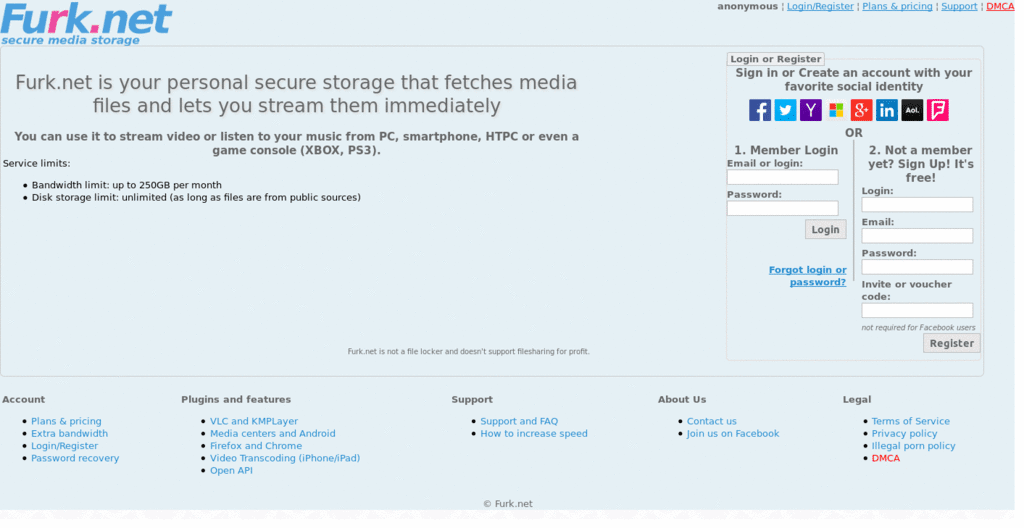 Furk.net
secure media storage
anonymous ¦ Login/Register ¦ Plans & pricing ¦ Support ¦ DMCA
Furk.net is your personal secure storage that fetches media
files and lets you stream them immediately
You can use it to stream video or listen to your music from PC, smartphone, HTPC or even a
game console (XBOX, PS3).
Service limits:
Bandwidth limit: up to 250GB per month
Disk storage limit: unlimited (as long as files are from public sources)
Furk.net is not a file locker and doesn't support filesharing for profit.
Login or Register
Sign in or Create an account with your
favorite social identity
f Y g+ in Aol.
OR
1. Member Login
Email or login:
Password:
Login
Forgot login or
password?
2. Not a member
yet? Sign Up! It's
free!
Login:
Email:
Password:
Invite or voucher
code:
not required for Facebook users
Register
Account
Plans & pricing
Extra bandwidth
Login/Register
Password recovery
Plugins and features
VLC and KMPlayer
Media centers and Android
Firefox and Chrome
Video Transcoding (iPhone/iPad)
Open API
Support
Support and FAQ
How to increase speed
About Us
Contact us
Join us on Facebook
Legal
Terms of Service
Privacy policy
Illegal porn policy
DMCA
© Furk.net